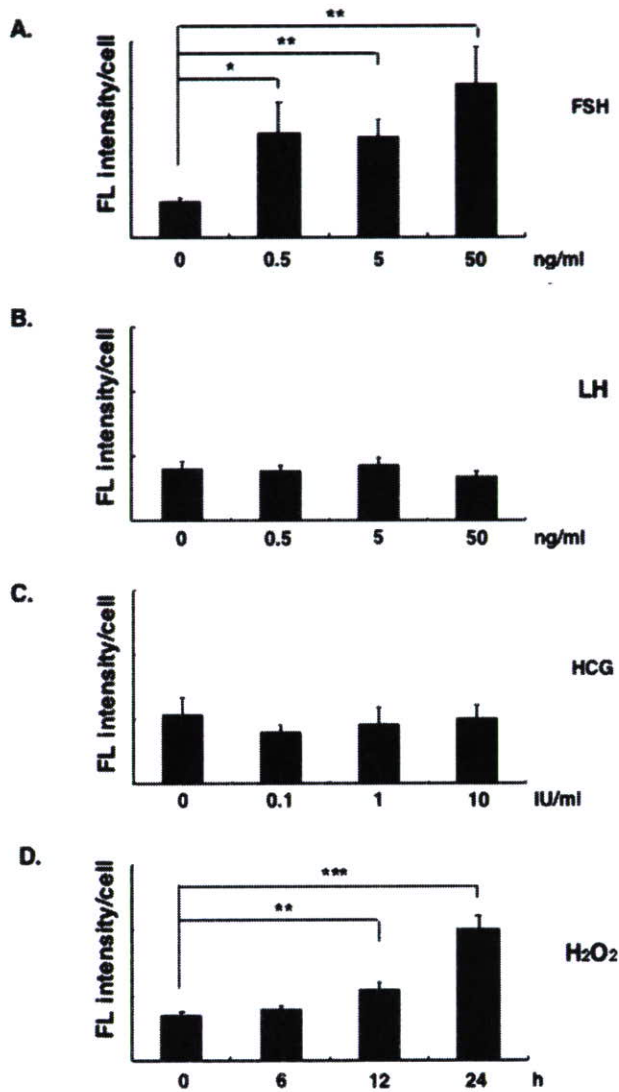 A.
FL intensity/cell
**
**
*
FSH
0 0.5 5 50 ng/ml
B.
FL intensity/cell
LH
0 0.5 5 50 ng/ml
C.
FL intensity/cell
HCG
0 0.1 1 10 IU/ml
D.
FL intensity/cell
***
**
H₂O₂
0 6 12 24 h